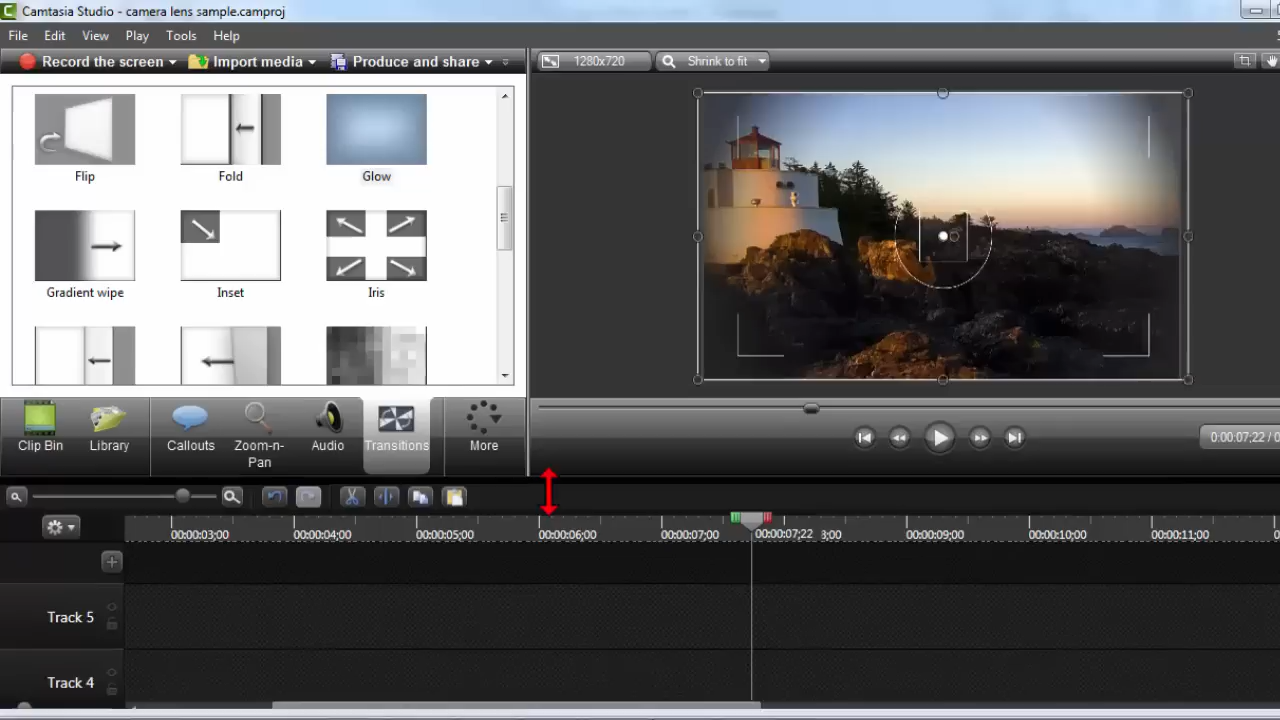 Camtasia Studio - camera lens sample.camproj
File Edit View Play Tools Help
Record the screen Import media Produce and share 1280x720 Shrink to fit
Flip Fold Glow
Gradient wipe Inset Iris
Clip Bin Library Callouts Zoom-n-Pan Audio Transitions More
0:00:07;22 / 0
00:00:03;00 00:00:04;00 00:00:05;00 00:00:06;00 00:00:07;00 00:00:07;22 8;00 00:00:09;00 00:00:10;00 00:00:11;00
Track 5
Track 4